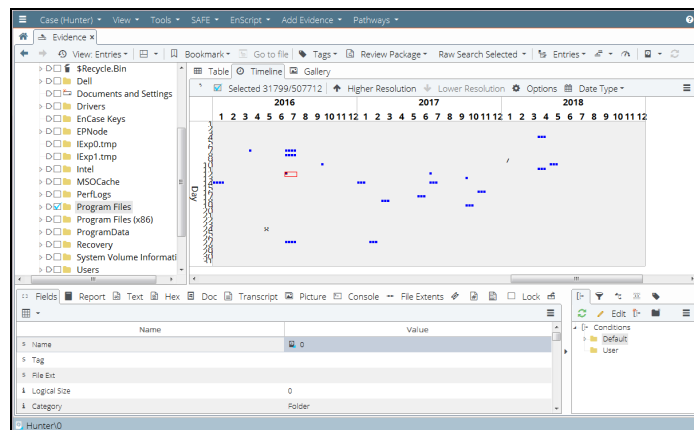 Case (Hunter) View Tools SAFE EnScript Add Evidence Pathways
Evidence ×
View: Entries Bookmark Go to file Tags Review Package Raw Search Selected Entries
$Recycle.Bin
Dell
Documents and Settings
Drivers
EnCase Keys
EPNode
IExp0.tmp
IExp1.tmp
Intel
MSOCache
PerfLogs
Program Files
Program Files (x86)
ProgramData
Recovery
System Volume Informati
Users
Table Timeline Gallery
Selected 31799/507712 Higher Resolution Lower Resolution Options Date Type
2016 2017 2018
1 2 3 4 5 6 7 8 9 10 11 12 1 2 3 4 5 6 7 8 9 10 11 12 1 2 3 4 5 6 7 8 9 10 11 12
Day
Fields Report Text Hex Doc Transcript Picture Console File Extents Lock
Name Value
S Name 0
S Tag
S File Ext
i Logical Size 0
i Category Folder
Edit
Conditions
Default
User
Hunter\0